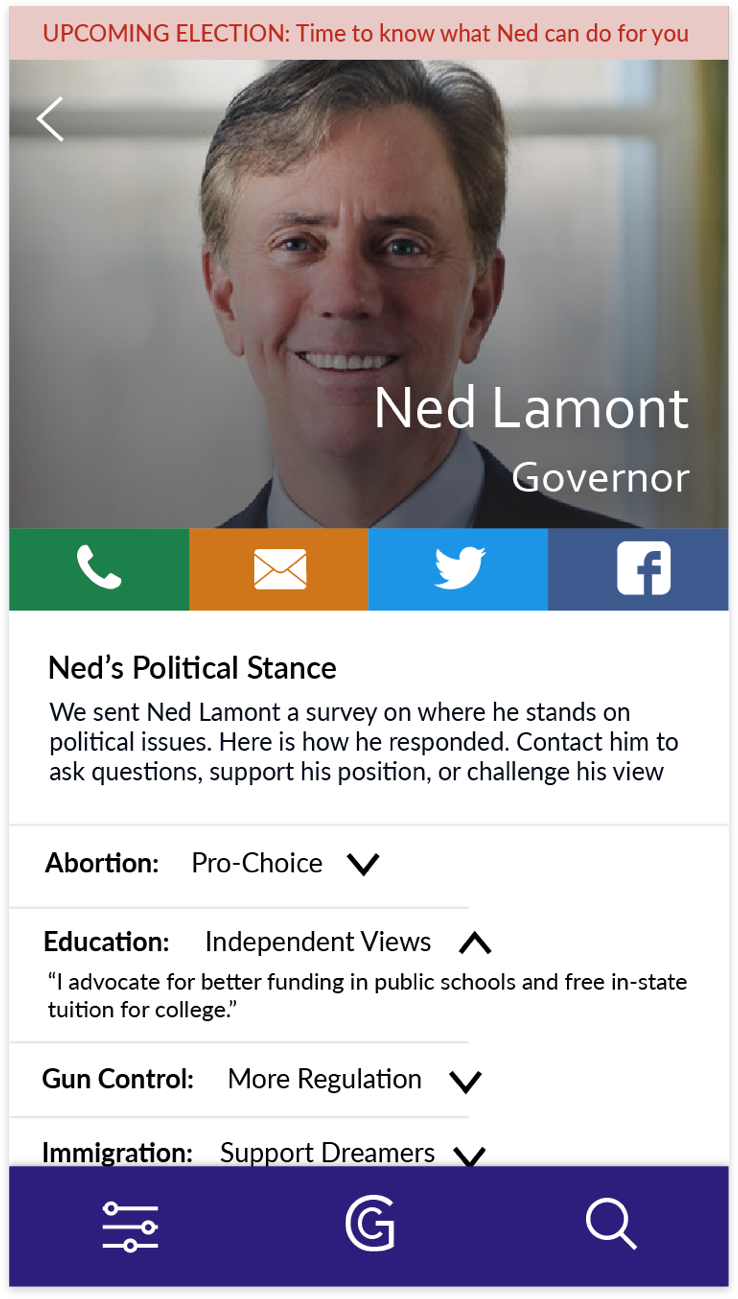 UPCOMING ELECTION: Time to know what Ned can do for you
Ned Lamont
Governor
Ned’s Political Stance
We sent Ned Lamont a survey on where he stands on
political issues. Here is how he responded. Contact him to
ask questions, support his position, or challenge his view
Abortion: Pro-Choice
Education: Independent Views
“I advocate for better funding in public schools and free in-state
tuition for college.”
Gun Control: More Regulation
Immigration: Support Dreamers